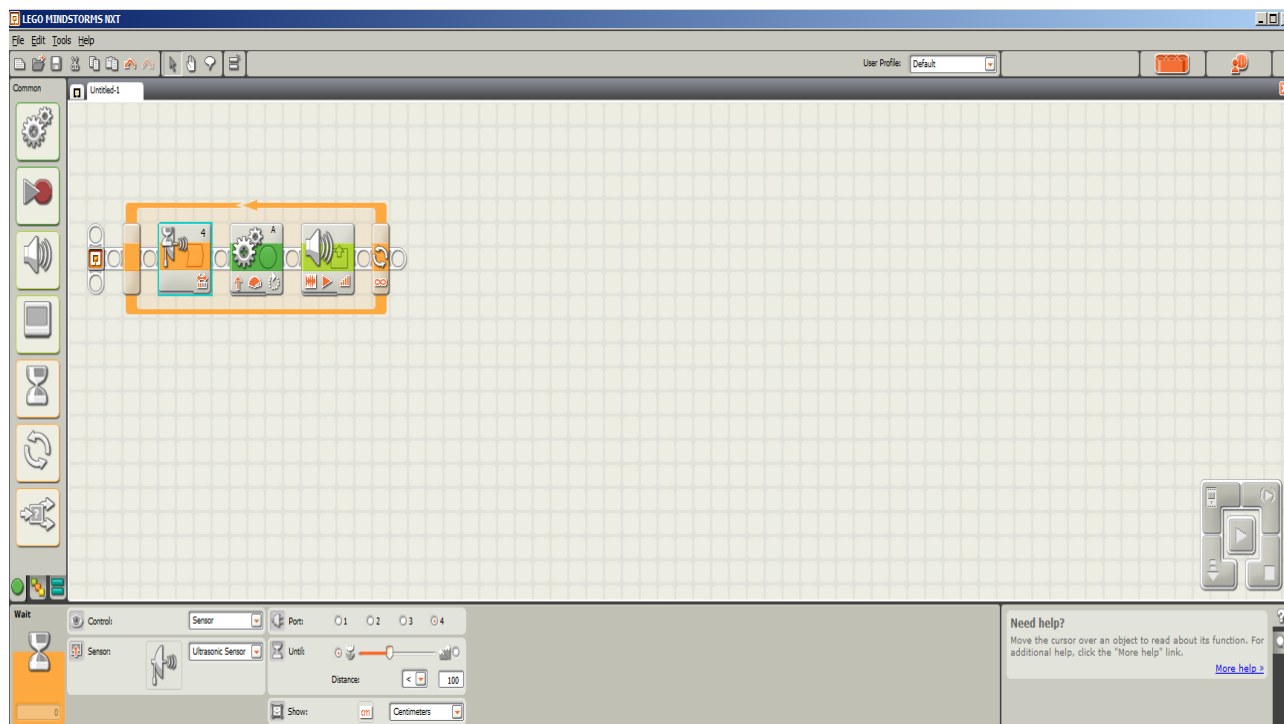 LEGO MINDSTORMS NXT
File Edit Tools Help
User Profile: Default
Common
Untitled-1
4
A
Wait
0
Control: Sensor
Sensor: Ultrasonic Sensor
Port: 1 2 3 4
Until:
Distance: < 100
Show: cm Centimeters
Need help?
Move the cursor over an object to read about its function. For
additional help, click the "More help" link.
More help »